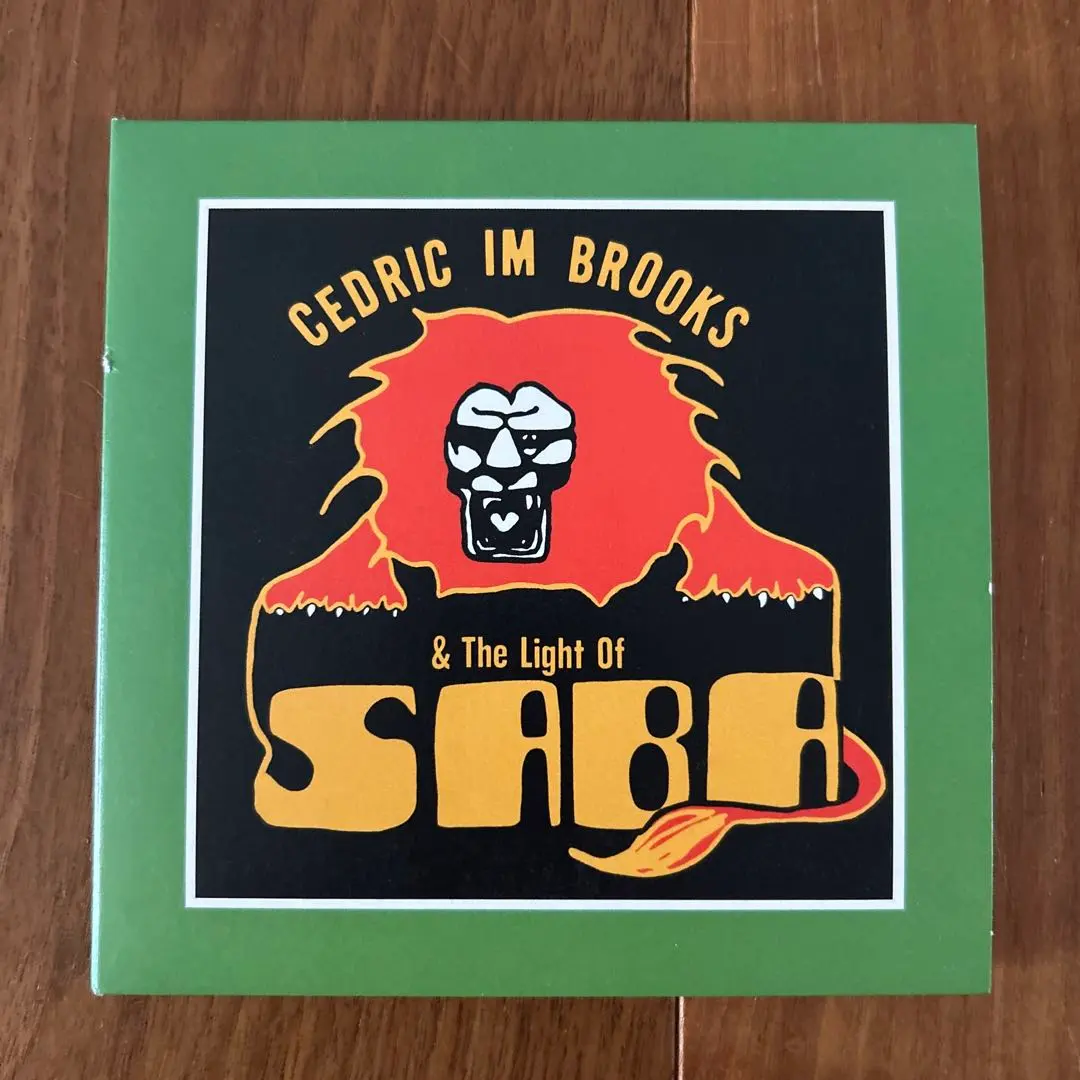 CEDRIC IM BROOKS
& The Light Of
SABA